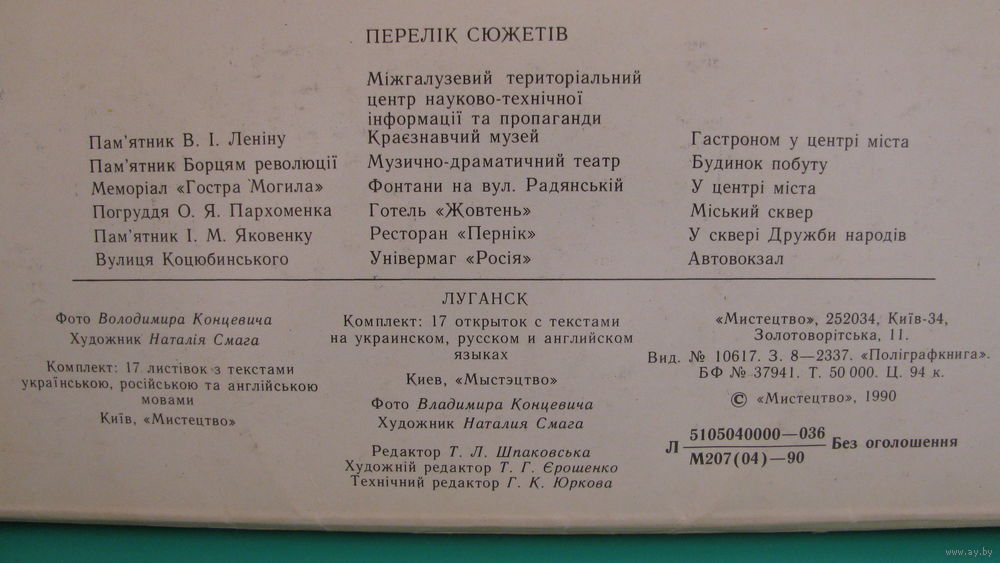 ПЕРЕЛІК СЮЖЕТІВ
Пам'ятник В. І. Леніну
Пам'ятник Борцям революції
Меморіал «Гостра Могила»
Погруддя О. Я. Пархоменка
Пам'ятник І. М. Яковенку
Вулиця Коцюбинського
Міжгалузевий територіальний
центр науково-технічної
інформації та пропаганди
Краєзнавчий музей
Музично-драматичний театр
Фонтани на вул. Радянській
Готель «Жовтень»
Ресторан «Пернік»
Універмаг «Росія»
Гастроном у центрі міста
Будинок побуту
У центрі міста
Міський сквер
У сквері Дружби народів
Автовокзал
Фото Володимира Концевича
Художник Наталія Смага
Комплект: 17 листівок з текстами
українською, російською та англійською
мовами
Київ, «Мистецтво»
ЛУГАНСК
Комплект: 17 открыток с текстами
на украинском, русском и английском
языках
Киев, «Мыстэцтво»
Фото Владимира Концевича
Художник Наталия Смага
Редактор Т. Л. Шпаковська
Художній редактор Т. Г. Єрошенко
Технічний редактор Г. К. Юркова
«Мистецтво», 252034, Київ-34,
Золотоворітська, 11.
Вид. № 10617. З. 8—2337. «Поліграфкнига».
БФ № 37941. Т. 50 000. Ц. 94 к.
© «Мистецтво», 1990
Л 5105040000—036 Без оголошення
М207(04)—90
www.ay.by